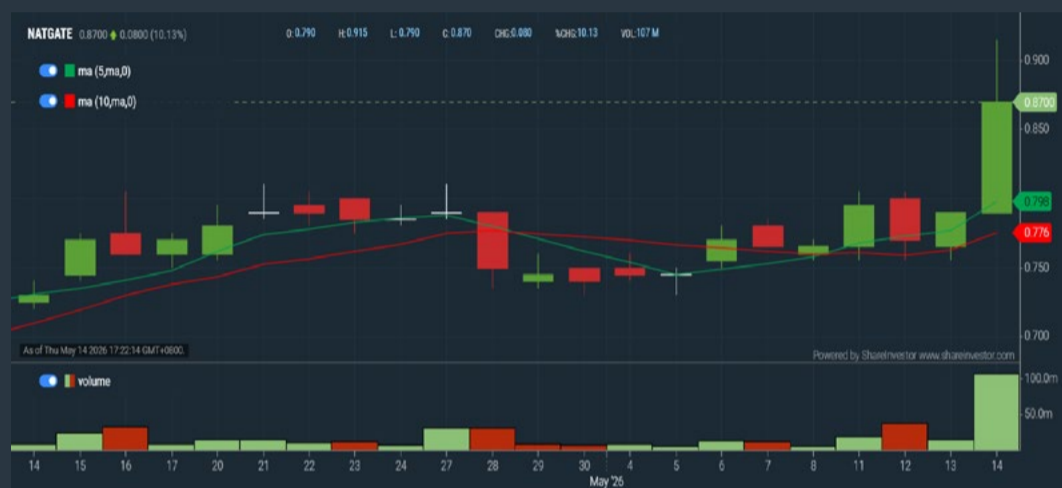 NATGATE 0.8700 0.0800 (10.13%) O: 0.790 H: 0.915 L: 0.790 C: 0.870 CHG:0.080 %CHG:10.13 VOL:107 M
ma (5,ma,0)
ma (10,ma,0)
0.900
0.8700
0.850
0.798
0.776
0.750
0.700
As of Thu May 14 2026 17:22:14 GMT+0800.
Powered by ShareInvestor www.shareinvestor.com
volume
100.0m
50.0m
14 15 16 17 20 21 22 23 24 27 28 29 30 4 5 6 7 8 11 12 13 14
May '26